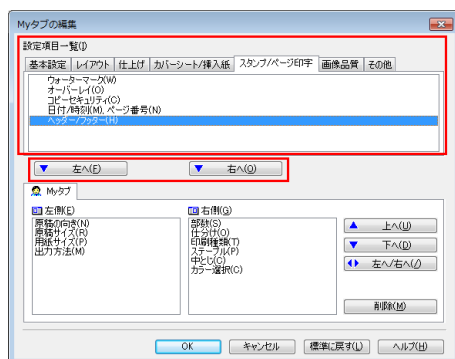 Myタブの編集
設定項目一覧(I)
基本設定 レイアウト 仕上げ カバーシート/挿入紙 スタンプ/ページ印字 画像品質 その他
ウォーターマーク(W)
オーバーレイ(O)
コピーセキュリティ(C)
日付/時刻(M), ページ番号(N)
ヘッダー/フッター(H)
左へ(F) 右へ(Q)
Myタブ
左側(E) 右側(G)
原稿の向き(N) 部数(S)
原稿サイズ(R) 仕分け(O)
用紙サイズ(P) 印刷種類(T)
出力方法(M) ステープル(P)
中とじ(C)
カラー選択(C)
上へ(U)
下へ(D)
左へ/右へ(/)
削除(M)
OK キャンセル 標準に戻す(L) ヘルプ(H)